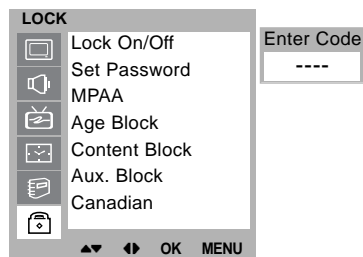 LOCK
Lock On/Off
Set Password
MPAA
Age Block
Content Block
Aux. Block
Canadian
▲▼ ◀▶ OK MENU
Enter Code
----